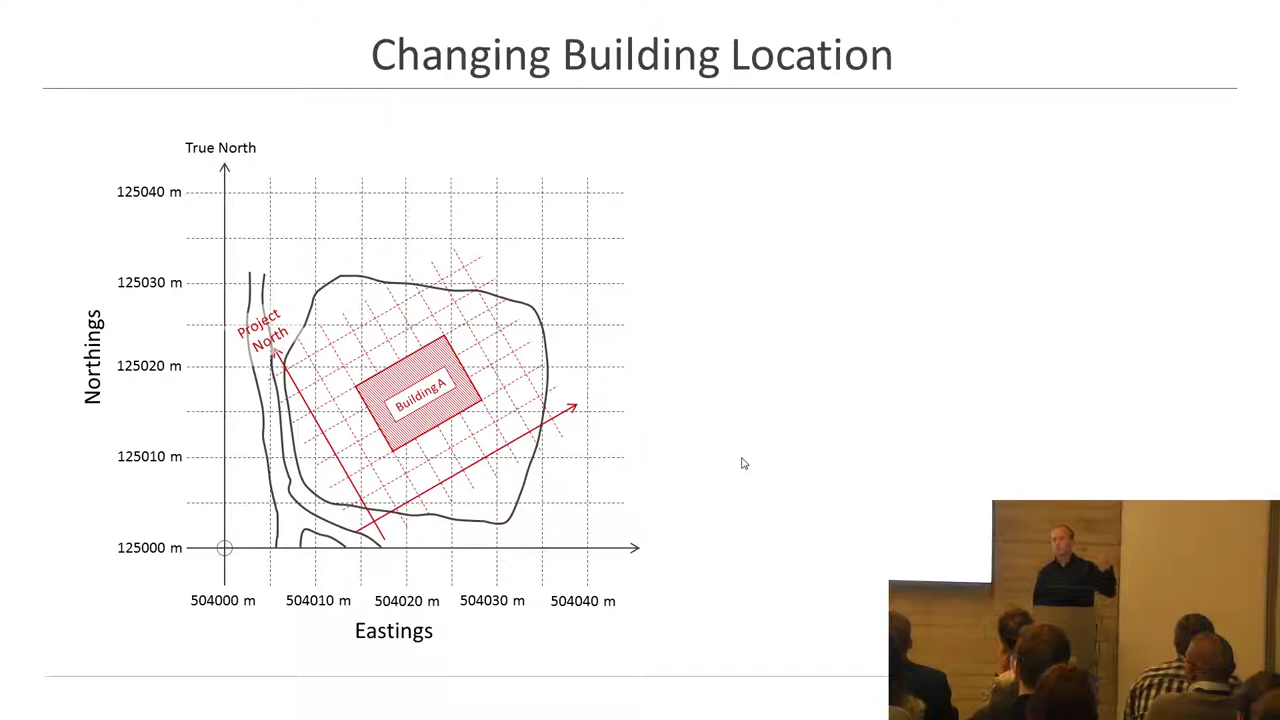 Changing Building Location
True North
125040 m
125030 m
Project
North
125020 m
Building A
125010 m
125000 m
Northings
504000 m
504010 m
504020 m
504030 m
504040 m
Eastings